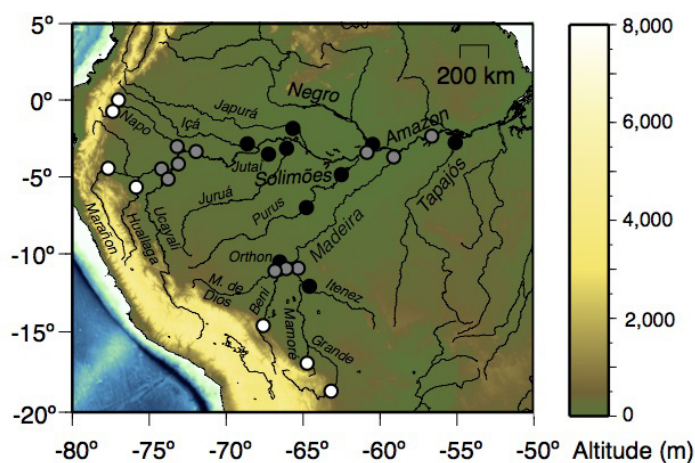 5º
0º
-5º
-10º
-15º
-20º
-80º -75º -70º -65º -60º -55º -50º
200 km
Negro
Japurá
Içá
Napo
Amazon
Jutaí
Solimões
Tapajós
Juruá
Purus
Madeira
Marañon
Huallaga
Ucayali
Orthon
M. de
Dios
Beni
Mamoré
Itenez
Grande
8,000
6,000
4,000
2,000
0
Altitude (m)